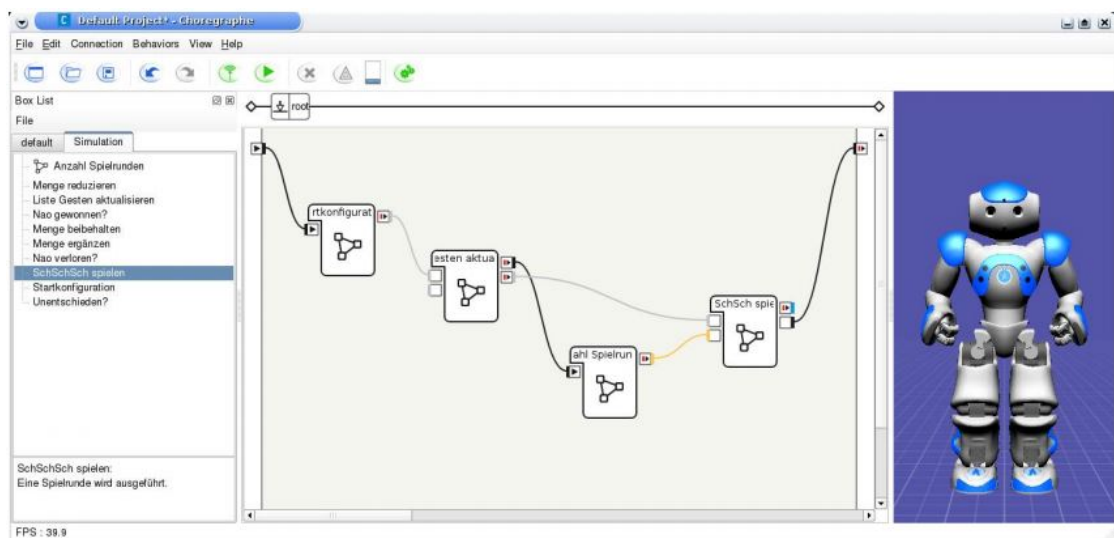 C Default Project* - Choregraphe
File Edit Connection Behaviors View Help
Box List
File
default Simulation
Anzahl Spielrunden
Menge reduzieren
Liste Gesten aktualisieren
Nao gewonnen?
Menge beibehalten
Menge ergänzen
Nao verloren?
SchSchSch spielen
Startkonfiguration
Unentschieden?
SchSchSch spielen:
Eine Spielrunde wird ausgeführt.
FPS : 39.9
root
rtkonfigurat
esten aktua
ahl Spielrun
SchSch spie